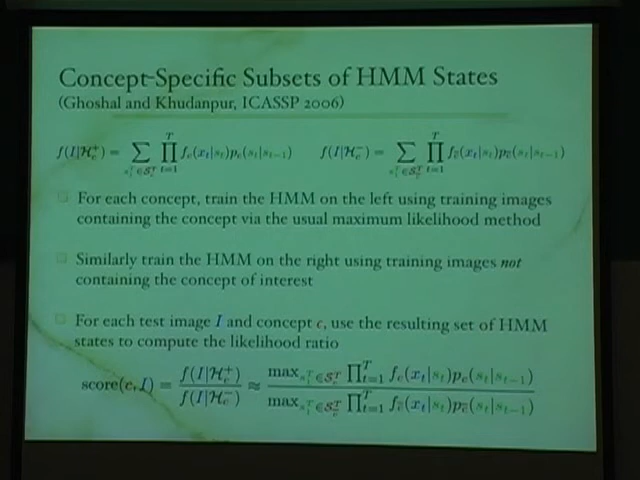 Concept-Specific Subsets of HMM States
(Ghoshal and Khudanpur, ICASSP 2006)
f(I|H_c^+) = ∑_{s_1^T∈S_c^T} ∏_{t=1}^T f_c(x_t|s_t)p_c(s_t|s_{t-1})   f(I|H_c^-) = ∑_{s_1^T∈S_c̄^T} ∏_{t=1}^T f_c̄(x_t|s_t)p_c̄(s_t|s_{t-1})
For each concept, train the HMM on the left using training images
containing the concept via the usual maximum likelihood method
Similarly train the HMM on the right using training images not
containing the concept of interest
For each test image I and concept c, use the resulting set of HMM
states to compute the likelihood ratio
score(c,I) = f(I|H_c^+) / f(I|H_c^-) ≈ max_{s_1^T∈S_c^T} ∏_{t=1}^T f_c(x_t|s_t)p_c(s_t|s_{t-1}) / max_{s_1^T∈S_c̄^T} ∏_{t=1}^T f_c̄(x_t|s_t)p_c̄(s_t|s_{t-1})